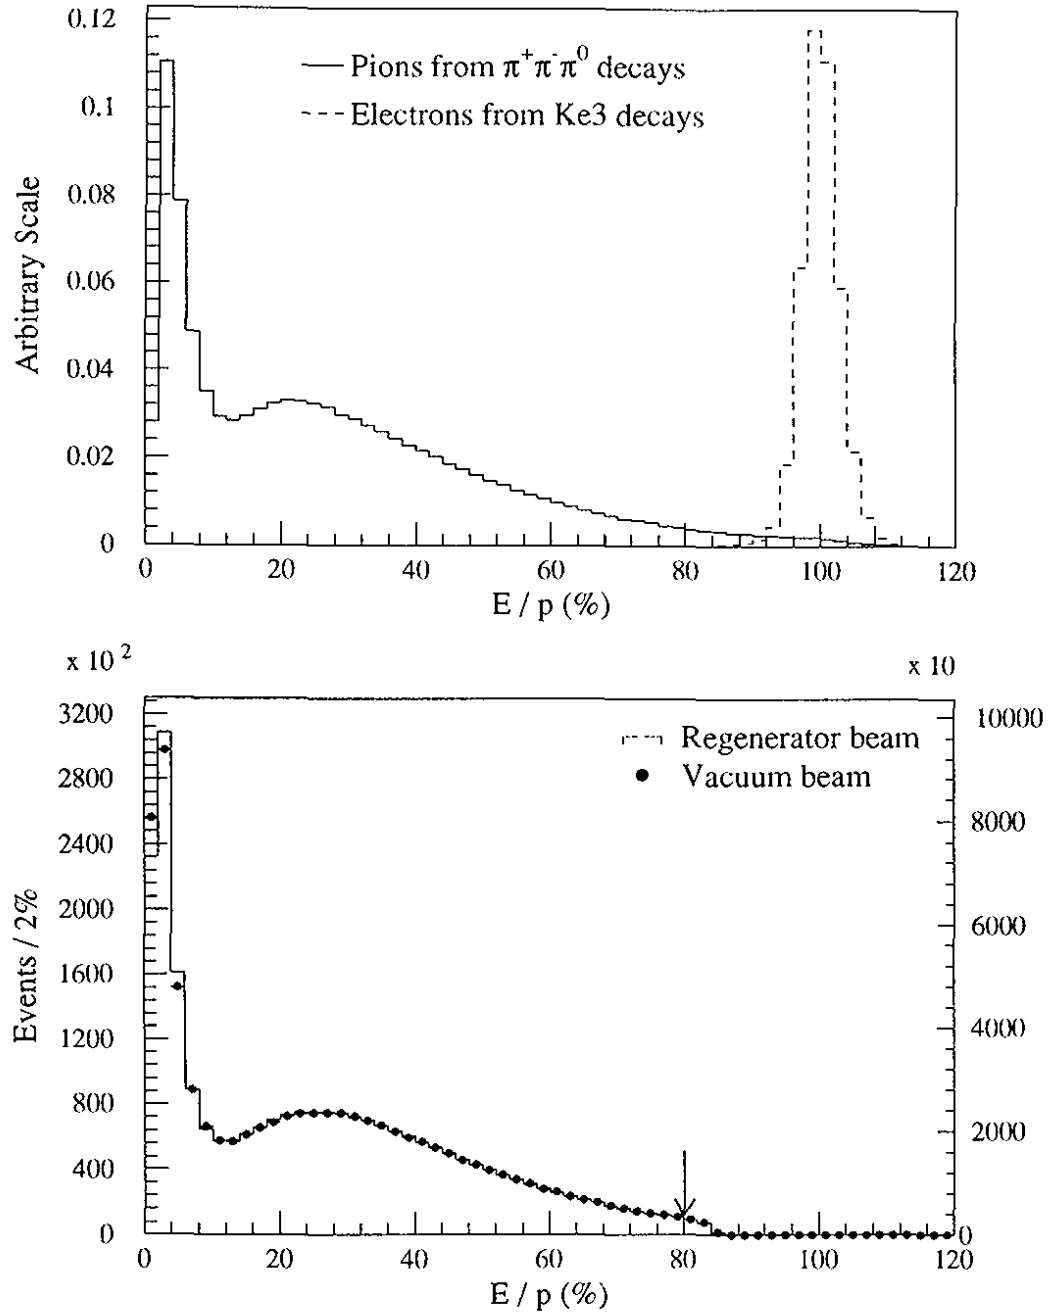 0.12
Pions from π⁺π⁻π⁰ decays
0.1
Electrons from Ke3 decays
0.08
Arbitrary Scale
0.06
0.04
0.02
0
0 20 40 60 80 100 120
E / p (%)
x 10 ²
x 10
3200
10000
Regenerator beam
2800
Vacuum beam
8000
2400
Events / 2%
2000
6000
1600
1200
4000
800
2000
400
0
0
0 20 40 60 80 100 120
E / p (%)